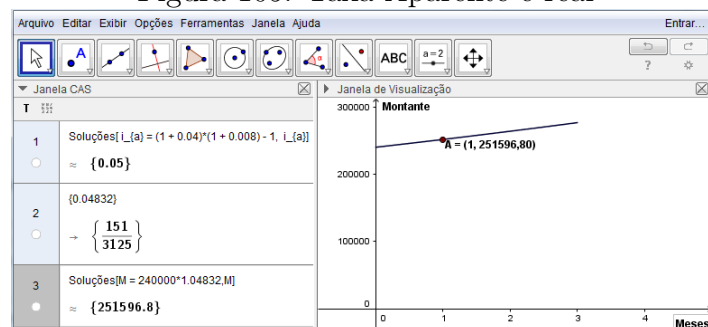 Figura 163: Taxa Aparente e real
Arquivo Editar Exibir Opções Ferramentas Janela Ajuda Entrar...
A ABC a=2 ?
Janela CAS
T
1 Soluções[ i_{a} = (1 + 0.04)*(1 + 0.008) - 1, i_{a}]
≈ {0.05}
2 {0.04832}
→ { 151 / 3125 }
3 Soluções[M = 240000*1.04832,M]
≈ {251596.8}
Janela de Visualização
300000 Montante
A = (1, 251596,80)
200000
100000
0
0 1 2 3 4 Meses